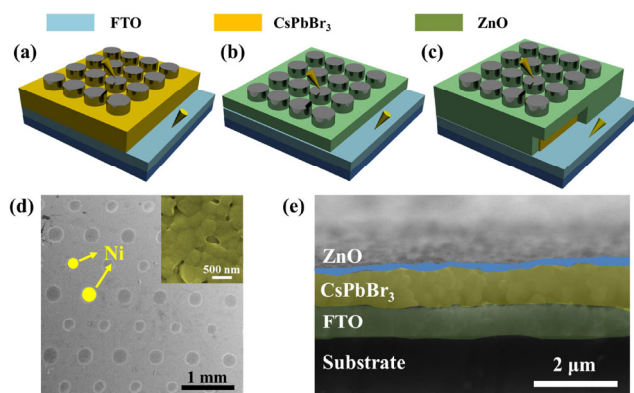 FTO CsPbBr₃ ZnO
(a) (b) (c)
(d) (e)
Ni
500 nm
1 mm
ZnO
CsPbBr₃
FTO
Substrate
2 μm